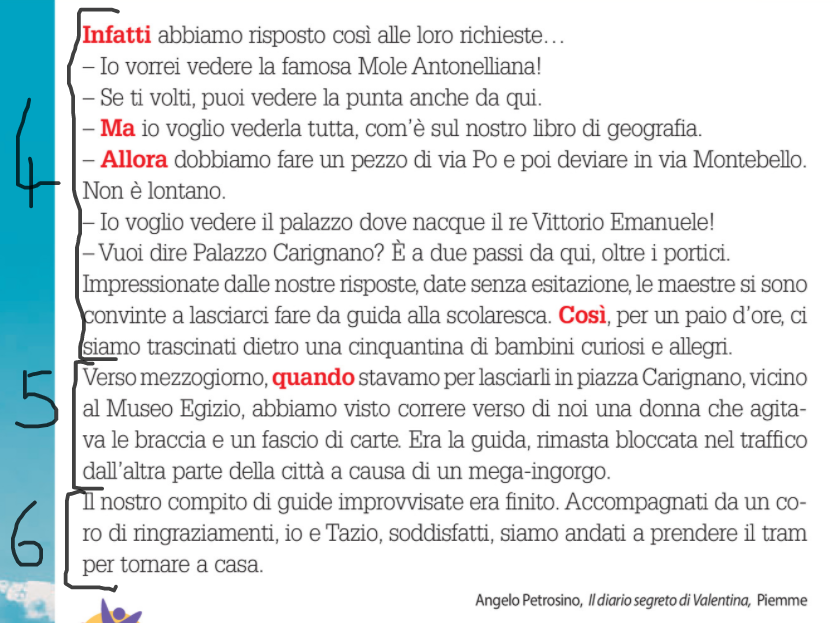 Infatti abbiamo risposto così alle loro richieste…
– Io vorrei vedere la famosa Mole Antonelliana!
– Se ti volti, puoi vedere la punta anche da qui.
– Ma io voglio vederla tutta, com'è sul nostro libro di geografia.
4
– Allora dobbiamo fare un pezzo di via Po e poi deviare in via Montebello.
Non è lontano.
– Io voglio vedere il palazzo dove nacque il re Vittorio Emanuele!
– Vuoi dire Palazzo Carignano? È a due passi da qui, oltre i portici.
Impressionate dalle nostre risposte, date senza esitazione, le maestre si sono
convinte a lasciarci fare da guida alla scolaresca. Così, per un paio d'ore, ci
siamo trascinati dietro una cinquantina di bambini curiosi e allegri.
5
Verso mezzogiorno, quando stavamo per lasciarli in piazza Carignano, vicino
al Museo Egizio, abbiamo visto correre verso di noi una donna che agita-
va le braccia e un fascio di carte. Era la guida, rimasta bloccata nel traffico
dall'altra parte della città a causa di un mega-ingorgo.
6
Il nostro compito di guide improvvisate era finito. Accompagnati da un co-
ro di ringraziamenti, io e Tazio, soddisfatti, siamo andati a prendere il tram
per tornare a casa.
Angelo Petrosino, Il diario segreto di Valentina, Piemme